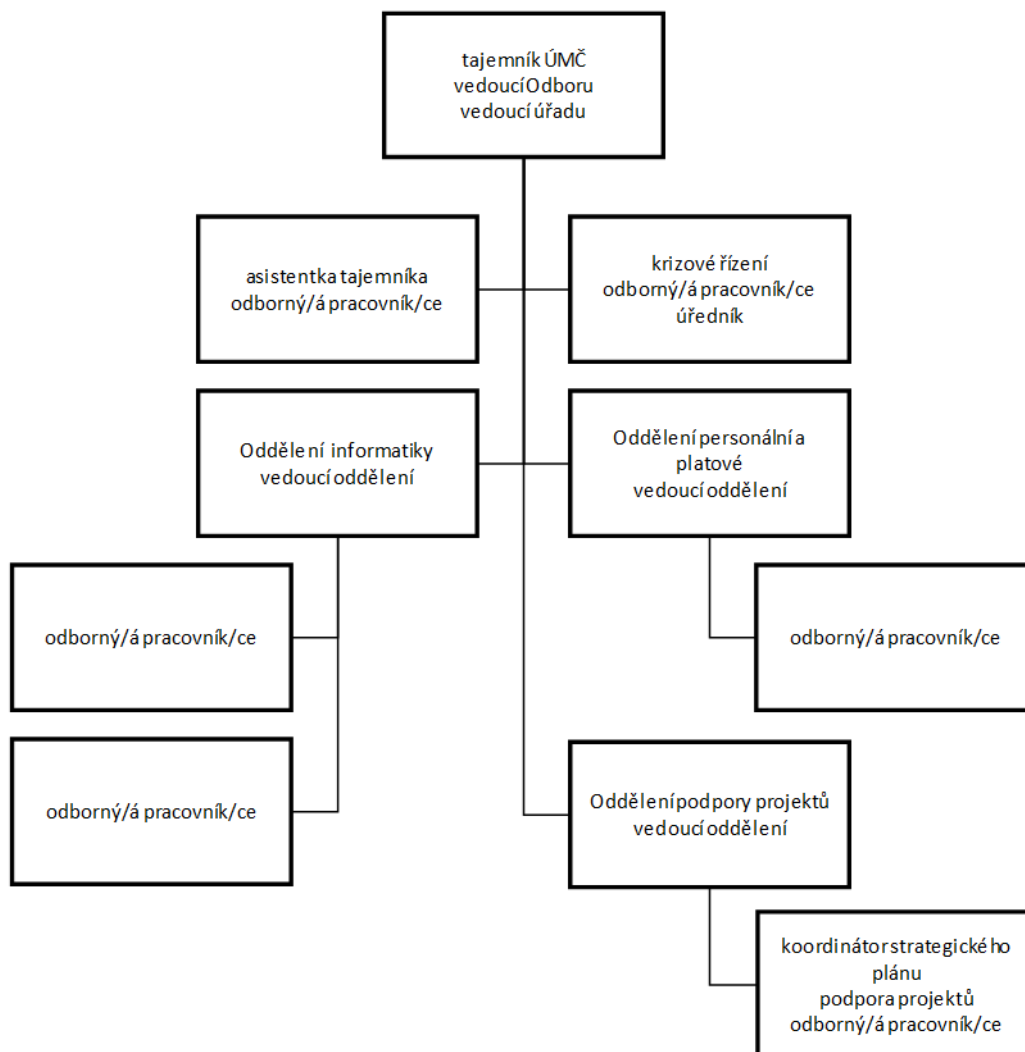 tajemník ÚMČ
vedoucí Odboru
vedoucí úřadu
asistentka tajemníka
odborný/á pracovník/ce
krizové řízení
odborný/á pracovník/ce
úředník
Oddělení informatiky
vedoucí oddělení
Oddělení personální a
platové
vedoucí oddělení
odborný/á pracovník/ce
odborný/á pracovník/ce
odborný/á pracovník/ce
Oddělení podpory projektů
vedoucí oddělení
koordinátor strategického
plánu
podpora projektů
odborný/á pracovník/ce